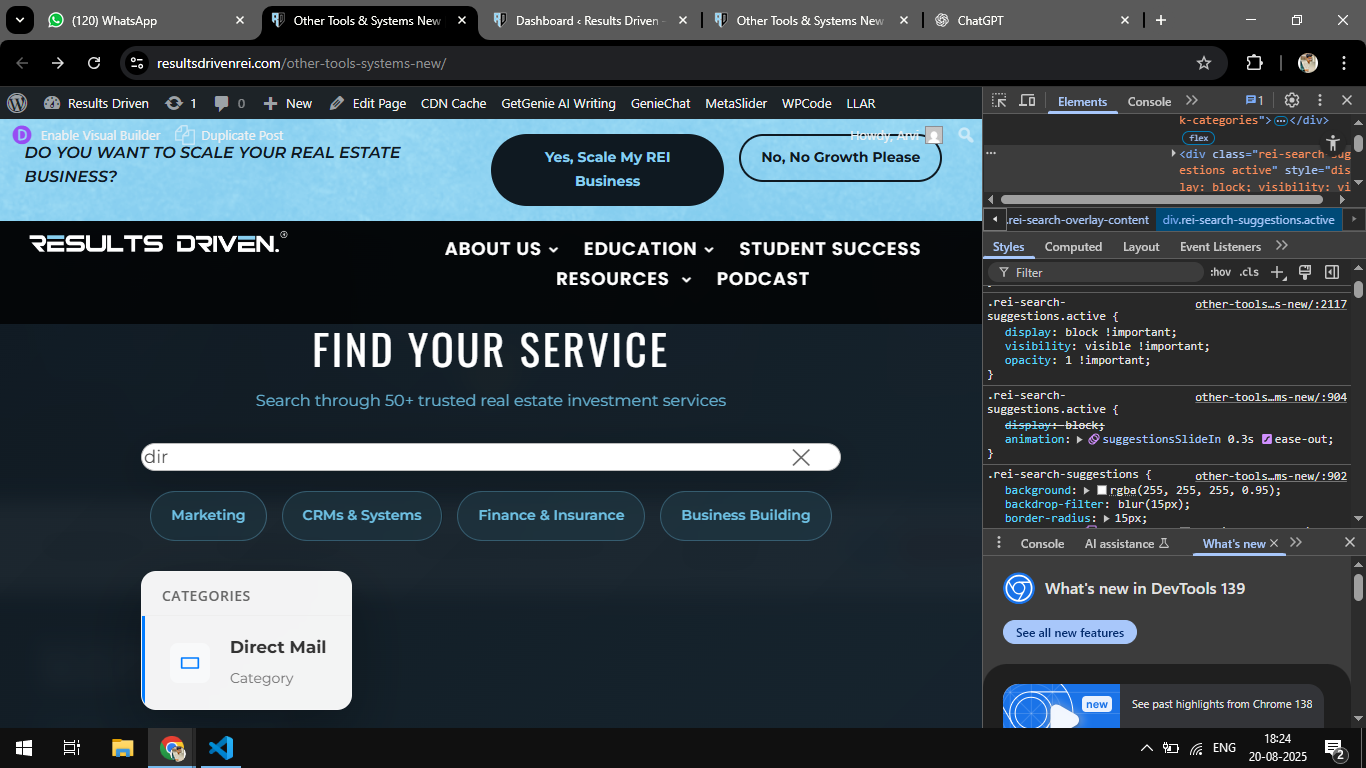 (120) WhatsApp
Other Tools & Systems New
Dashboard ‹ Results Driven -
Other Tools & Systems New
ChatGPT
resultsdrivenrei.com/other-tools-systems-new/
Results Driven 1 0 New Edit Page CDN Cache GetGenie AI Writing GenieChat MetaSlider WPCode LLAR
D Enable Visual Builder Duplicate Post Howdy, Arvi
DO YOU WANT TO SCALE YOUR REAL ESTATE
BUSINESS?
Yes, Scale My REI
Business
No, No Growth Please
RESULTS DRIVEN.®
ABOUT US EDUCATION STUDENT SUCCESS
RESOURCES PODCAST
FIND YOUR SERVICE
Search through 50+ trusted real estate investment services
dir
Marketing CRMs & Systems Finance & Insurance Business Building
CATEGORIES
Direct Mail
Category
Elements Console 1
k-categories"> </div>
flex
<div class="rei-search-sugg
estions active" style="dis
lay: block; visibility: vi
.rei-search-overlay-content div.rei-search-suggestions.active
Styles Computed Layout Event Listeners
Filter :hov .cls
}
.rei-search- other-tools…s-new/:2117
suggestions.active {
display: block !important;
visibility: visible !important;
opacity: 1 !important;
}
.rei-search- other-tools…ms-new/:904
suggestions.active {
display: block;
animation: suggestionsSlideIn 0.3s ease-out;
}
.rei-search-suggestions { other-tools…ms-new/:902
background: rgba(255, 255, 255, 0.95);
backdrop-filter: blur(15px);
border-radius: 15px;
Console AI assistance What's new
What's new in DevTools 139
See all new features
new
See past highlights from Chrome 138
ENG
18:24
20-08-2025
2